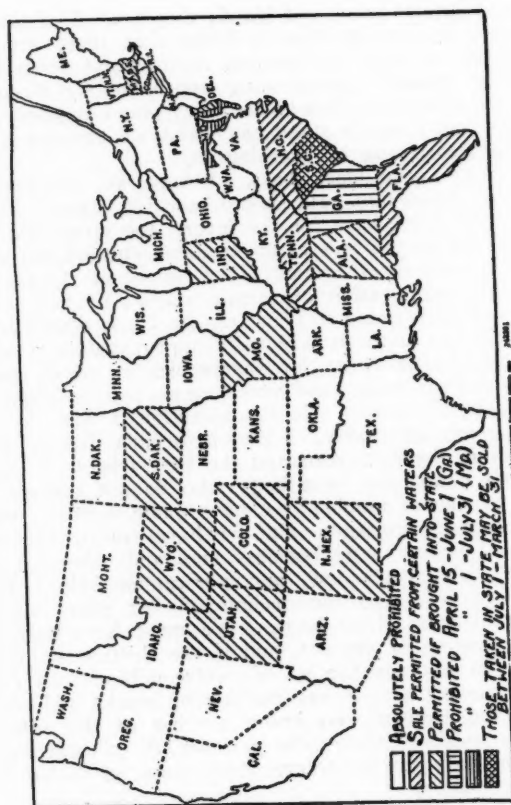 WASH.
OREG.
CAL.
NEV.
IDAHO
MONT.
WYO.
UTAH
COLO.
ARIZ.
N.MEX.
N.DAK.
S.DAK.
NEBR.
KANS.
OKLA.
TEX.
MINN.
IOWA
MO.
ARK.
LA.
WIS.
ILL.
MICH.
IND.
OHIO
KY.
TENN.
MISS.
ALA.
GA.
FLA.
S.C.
N.C.
VA.
W.VA.
PA.
N.Y.
DEL.
ME.
R.I.
ABSOLUTELY PROHIBITED
SALE PERMITTED FROM CERTAIN WATERS
PERMITTED IF BROUGHT INTO STATE
PROHIBITED APRIL 15 - JUNE 1 (GA)
" " 1 - JULY 31 (MD)
THOSE TAKEN IN STATE MAY BE SOLD
BETWEEN JULY 1 - MARCH 31